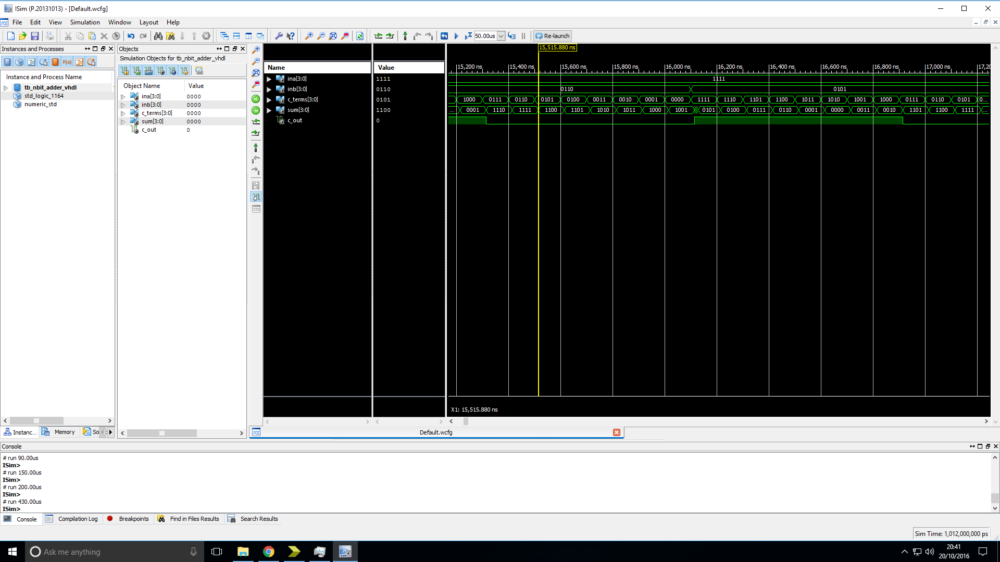 ISim (P.20131013) - [Default.wcfg]
File Edit View Simulation Window Layout Help
50.00us Re-launch
Instances and Processes
F(x)
Instance and Process Name
tb_nbit_adder_vhdl
std_logic_1164
numeric_std
Instanc... Memory So
Objects
Simulation Objects for tb_nbit_adder_vhdl
Object Name Value
ina[3:0] 0000
inb[3:0] 0000
c_terms[3:0] 0000
sum[3:0] 0000
c_out 0
Name Value
ina[3:0] 1111
inb[3:0] 0110
c_terms[3:0] 0101
sum[3:0] 1100
c_out 0
15,515.880 ns
15,200 ns 15,400 ns 15,600 ns 15,800 ns 16,000 ns 16,200 ns 16,400 ns 16,600 ns 16,800 ns 17,000 ns 17,20
1111
0110 0101
1000 0111 0110 0101 0100 0011 0010 0001 0000 1111 1110 1101 1100 1011 1010 1001 1000 0111 0110 0101 0...
... 0001 1110 1111 1100 1101 1010 1011 1000 1001 0101 0100 0111 0110 0001 0000 0011 0010 1101 1100 1111 ...
X1: 15,515.880 ns
Default.wcfg
Console
# run 90.00us
ISim>
# run 150.00us
ISim>
# run 200.00us
ISim>
# run 430.00us
ISim>
Console Compilation Log Breakpoints Find in Files Results Search Results
Sim Time: 1,012,000,000 ps
Ask me anything
20:41
20/10/2016